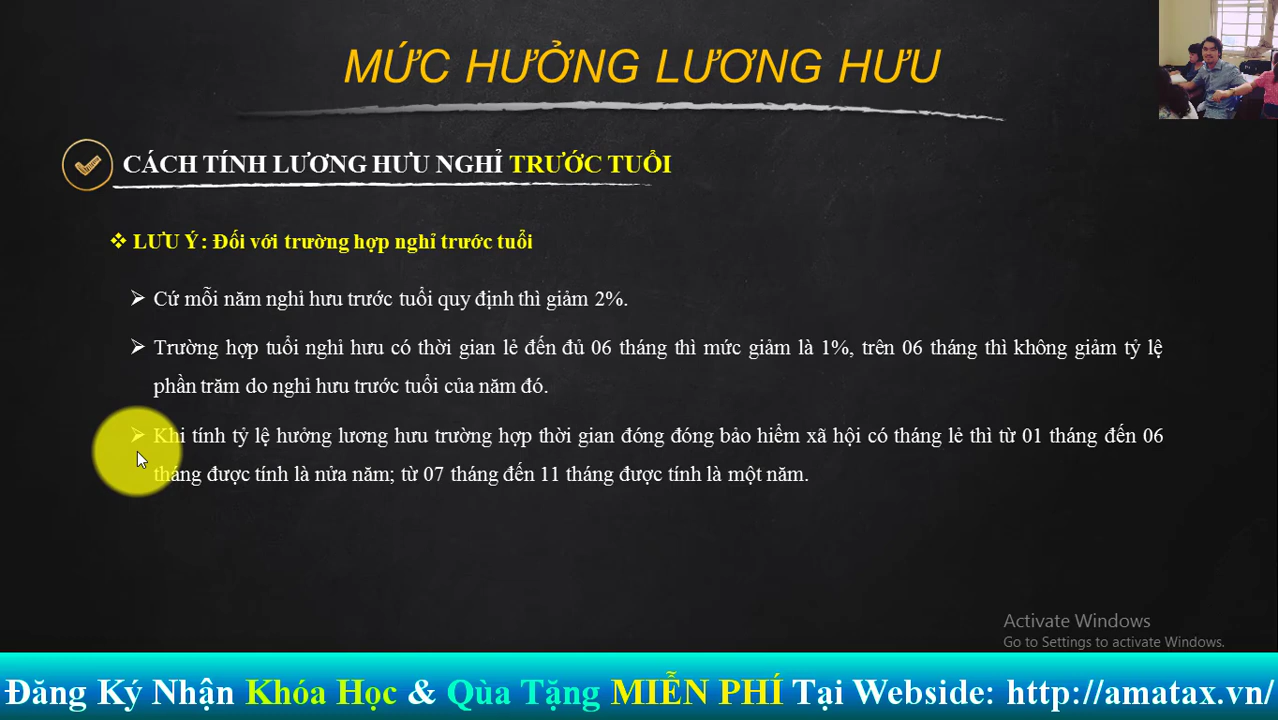 MỨC HƯỞNG LƯƠNG HƯU
CÁCH TÍNH LƯƠNG HƯU NGHỈ TRƯỚC TUỔI
❖ LƯU Ý: Đối với trường hợp nghỉ trước tuổi
➢ Cứ mỗi năm nghỉ hưu trước tuổi quy định thì giảm 2%.
➢ Trường hợp tuổi nghỉ hưu có thời gian lẻ đến đủ 06 tháng thì mức giảm là 1%, trên 06 tháng thì không giảm tỷ lệ
phần trăm do nghỉ hưu trước tuổi của năm đó.
➢ Khi tính tỷ lệ hưởng lương hưu trường hợp thời gian đóng đóng bảo hiểm xã hội có tháng lẻ thì từ 01 tháng đến 06
tháng được tính là nửa năm; từ 07 tháng đến 11 tháng được tính là một năm.
Activate Windows
Go to Settings to activate Windows.
Đăng Ký Nhận Khóa Học & Qùa Tặng MIỄN PHÍ Tại Webside: http://amatax.vn/